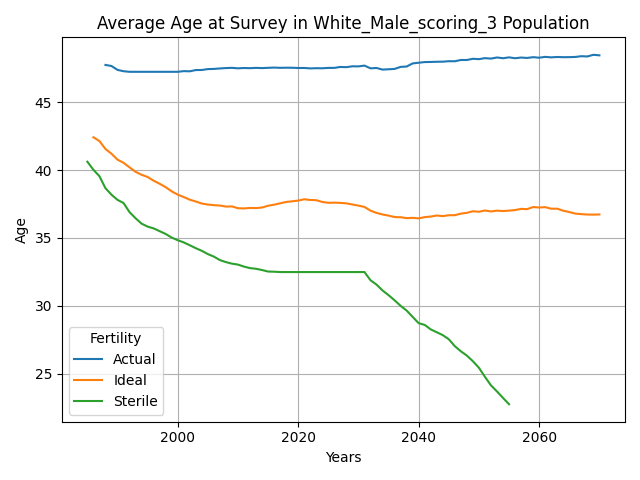 Average Age at Survey in White_Male_scoring_3 Population
Age
45
40
35
30
25
Fertility
Actual
Ideal
Sterile
2000 2020 2040 2060
Years